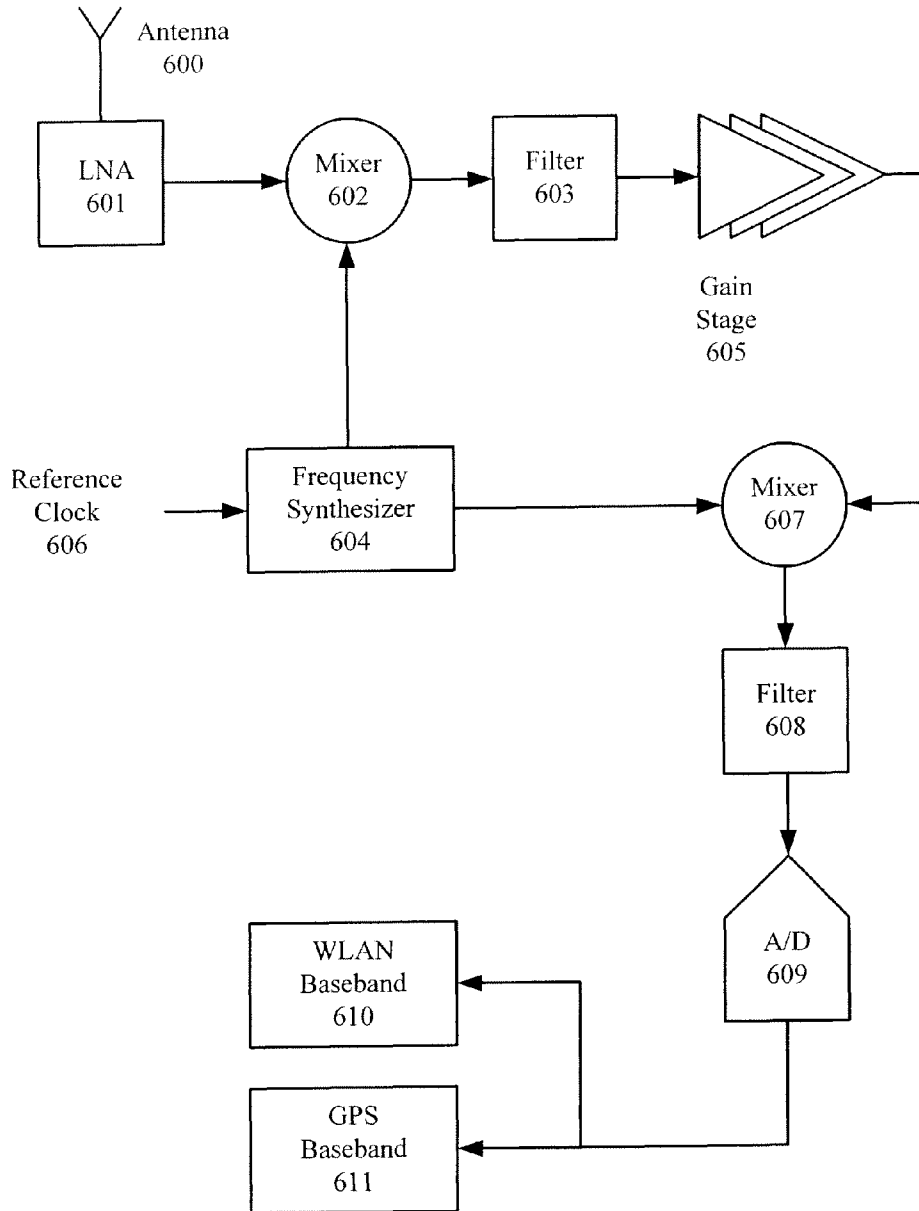 Antenna
600
LNA
601
Mixer
602
Filter
603
Gain
Stage
605
Reference
Clock
606
Frequency
Synthesizer
604
Mixer
607
Filter
608
A/D
609
WLAN
Baseband
610
GPS
Baseband
611